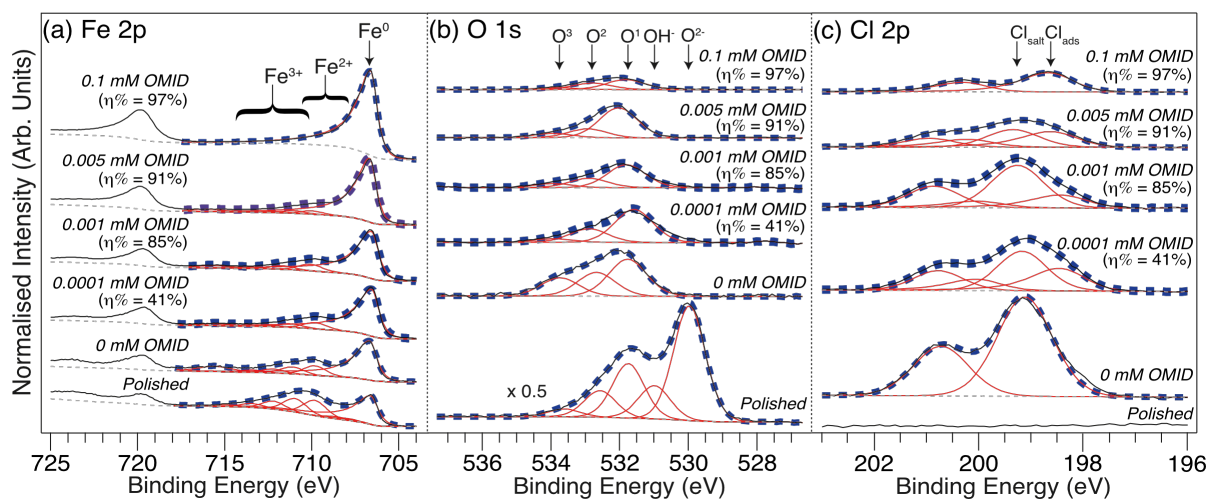 Normalised Intensity (Arb. Units)
(a) Fe 2p
Fe⁰
Fe³⁺
Fe²⁺
0.1 mM OMID
(η% = 97%)
0.005 mM OMID
(η% = 91%)
0.001 mM OMID
(η% = 85%)
0.0001 mM OMID
(η% = 41%)
0 mM OMID
Polished
725 720 715 710 705
Binding Energy (eV)
(b) O 1s
O³ O² O¹ OH⁻ O²⁻
0.1 mM OMID
(η% = 97%)
0.005 mM OMID
(η% = 91%)
0.001 mM OMID
(η% = 85%)
0.0001 mM OMID
(η% = 41%)
0 mM OMID
x 0.5
Polished
536 534 532 530 528
Binding Energy (eV)
(c) Cl 2p
Cl_salt Cl_ads
0.1 mM OMID
(η% = 97%)
0.005 mM OMID
(η% = 91%)
0.001 mM OMID
(η% = 85%)
0.0001 mM OMID
(η% = 41%)
0 mM OMID
Polished
202 200 198 196
Binding Energy (eV)